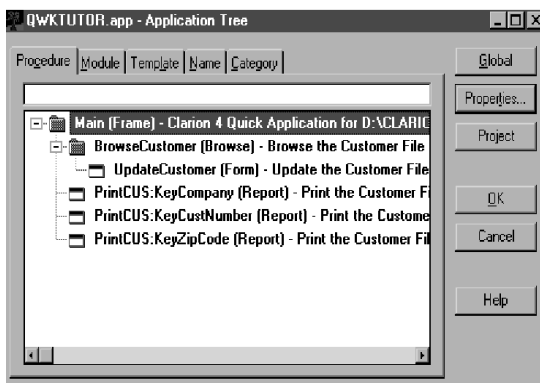 QWKTUTOR.app - Application Tree
Procedure Module Template Name Category
Global
Properties...
Project
OK
Cancel
Help
Main (Frame) - Clarion 4 Quick Application for D:\CLARIC
BrowseCustomer (Browse) - Browse the Customer File
UpdateCustomer (Form) - Update the Customer File
PrintCUS:KeyCompany (Report) - Print the Customer Fi
PrintCUS:KeyCustNumber (Report) - Print the Custome
PrintCUS:KeyZipCode (Report) - Print the Customer Fil